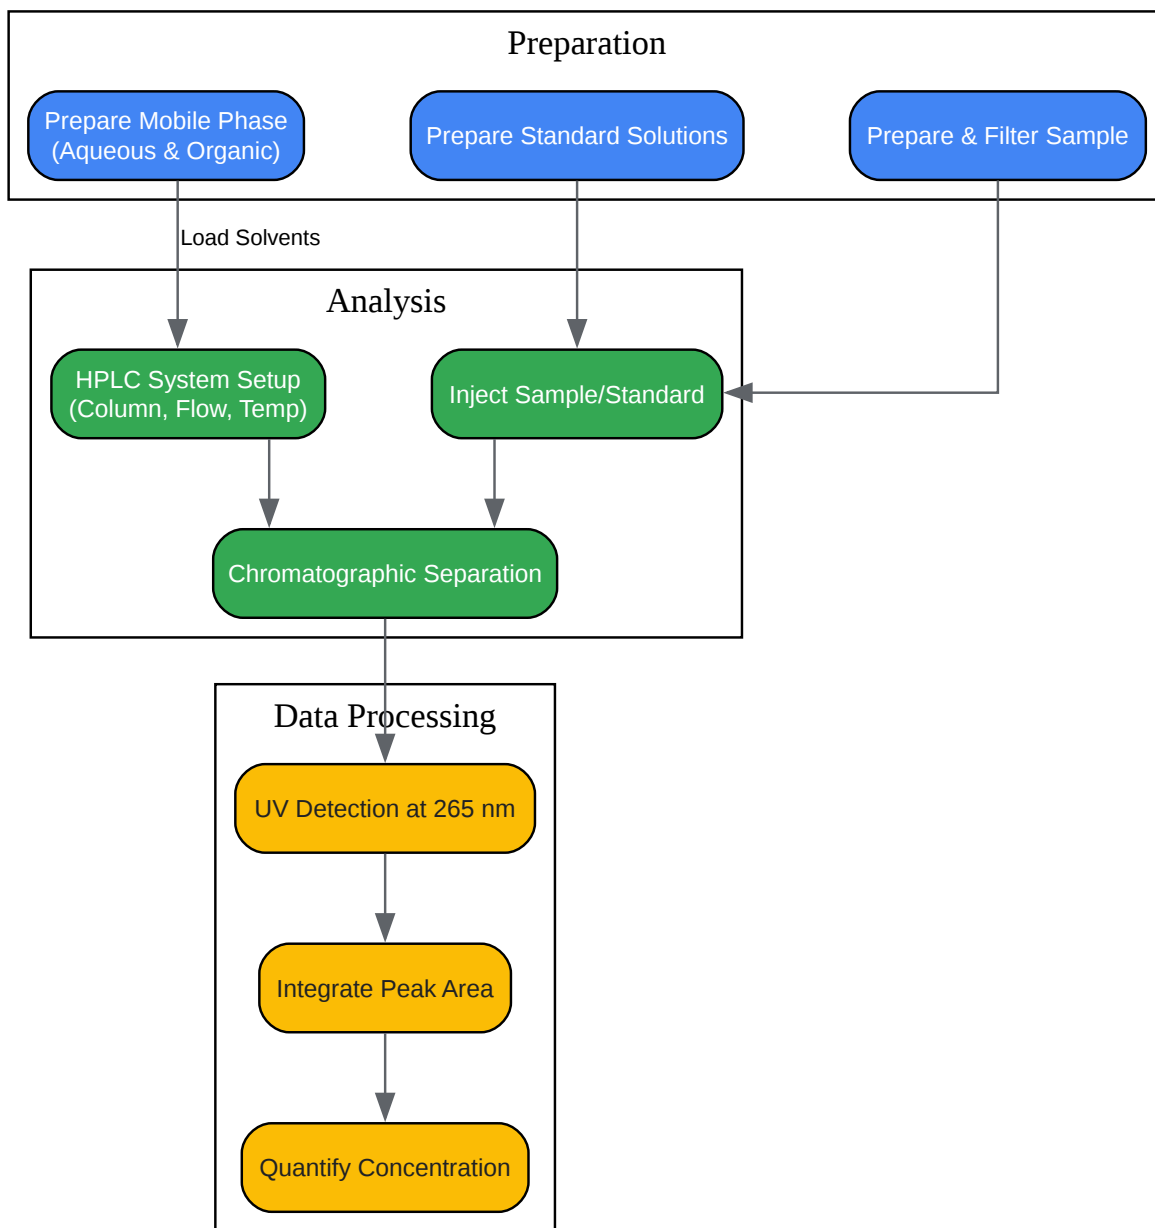 Preparation
Prepare Mobile Phase
(Aqueous & Organic)
Prepare Standard Solutions
Prepare & Filter Sample
Load Solvents
Analysis
HPLC System Setup
(Column, Flow, Temp)
Inject Sample/Standard
Chromatographic Separation
Data Processing
UV Detection at 265 nm
Integrate Peak Area
Quantify Concentration